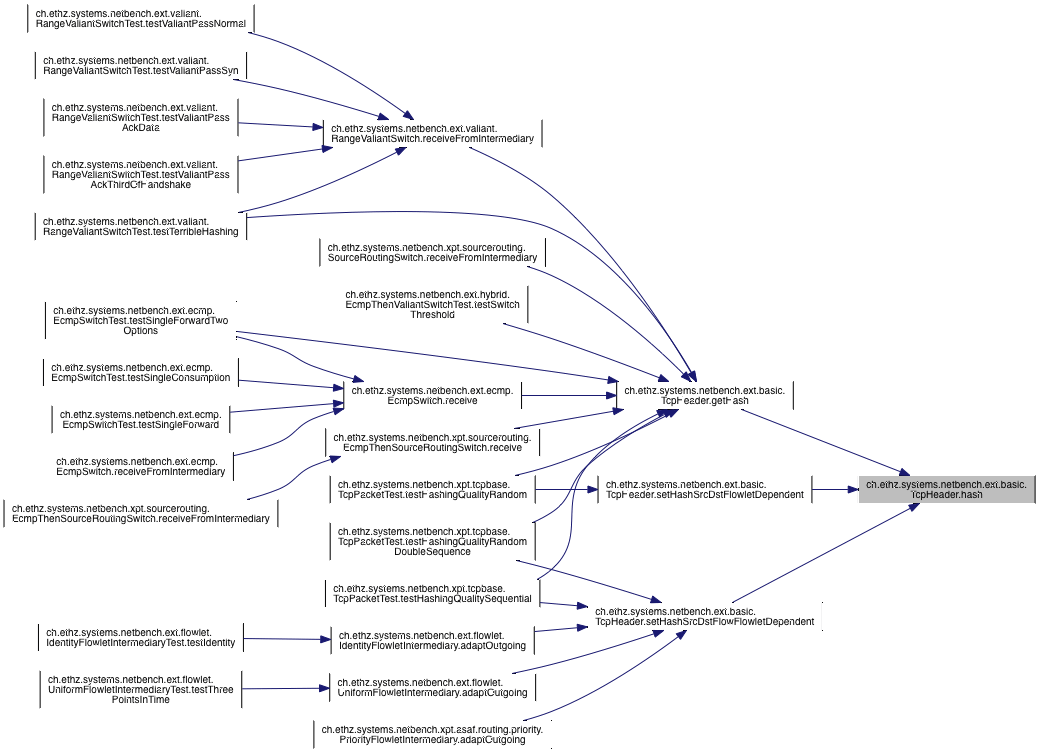 ch.ethz.systems.netbench.ext.valiant.
RangeValiantSwitchTest.testValiantPassNormal
ch.ethz.systems.netbench.ext.valiant.
RangeValiantSwitchTest.testValiantPassSyn
ch.ethz.systems.netbench.ext.valiant.
RangeValiantSwitchTest.testValiantPass
AckData
ch.ethz.systems.netbench.ext.valiant.
RangeValiantSwitch.receiveFromIntermediary
ch.ethz.systems.netbench.ext.valiant.
RangeValiantSwitchTest.testValiantPass
AckThirdOfHandshake
ch.ethz.systems.netbench.ext.valiant.
RangeValiantSwitchTest.testTerribleHashing
ch.ethz.systems.netbench.xpt.sourcerouting.
SourceRoutingSwitch.receiveFromIntermediary
ch.ethz.systems.netbench.ext.hybrid.
EcmpThenValiantSwitchTest.testSwitch
Threshold
ch.ethz.systems.netbench.ext.ecmp.
EcmpSwitchTest.testSingleForwardTwo
Options
ch.ethz.systems.netbench.ext.ecmp.
EcmpSwitchTest.testSingleConsumption
ch.ethz.systems.netbench.ext.ecmp.
EcmpSwitch.receive
ch.ethz.systems.netbench.ext.basic.
TcpHeader.getHash
ch.ethz.systems.netbench.ext.ecmp.
EcmpSwitchTest.testSingleForward
ch.ethz.systems.netbench.xpt.sourcerouting.
EcmpThenSourceRoutingSwitch.receive
ch.ethz.systems.netbench.ext.ecmp.
EcmpSwitch.receiveFromIntermediary
ch.ethz.systems.netbench.xpt.tcpbase.
TcpPacketTest.testHashingQualityRandom
ch.ethz.systems.netbench.ext.basic.
TcpHeader.setHashSrcDstFlowletDependent
ch.ethz.systems.netbench.ext.basic.
TcpHeader.hash
ch.ethz.systems.netbench.xpt.sourcerouting.
EcmpThenSourceRoutingSwitch.receiveFromIntermediary
ch.ethz.systems.netbench.xpt.tcpbase.
TcpPacketTest.testHashingQualityRandom
DoubleSequence
ch.ethz.systems.netbench.xpt.tcpbase.
TcpPacketTest.testHashingQualitySequential
ch.ethz.systems.netbench.ext.basic.
TcpHeader.setHashSrcDstFlowFlowletDependent
ch.ethz.systems.netbench.ext.flowlet.
IdentityFlowletIntermediaryTest.testIdentity
ch.ethz.systems.netbench.ext.flowlet.
IdentityFlowletIntermediary.adaptOutgoing
ch.ethz.systems.netbench.ext.flowlet.
UniformFlowletIntermediaryTest.testThree
PointsInTime
ch.ethz.systems.netbench.ext.flowlet.
UniformFlowletIntermediary.adaptOutgoing
ch.ethz.systems.netbench.xpt.asaf.routing.priority.
PriorityFlowletIntermediary.adaptOutgoing